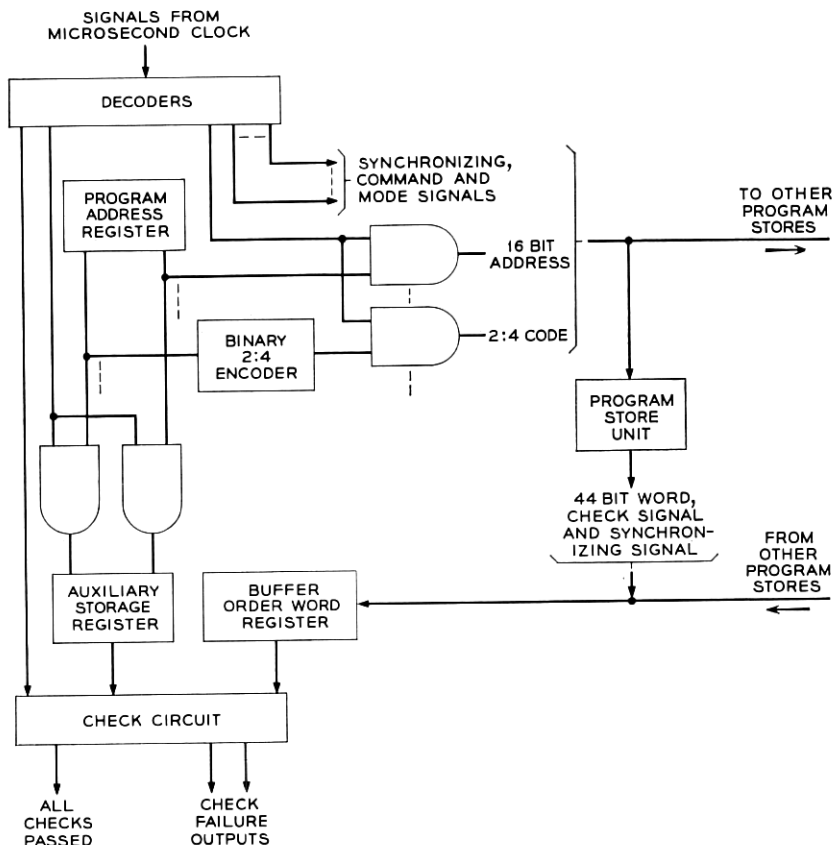 SIGNALS FROM
MICROSECOND CLOCK
DECODERS
SYNCHRONIZING,
COMMAND AND
MODE SIGNALS
PROGRAM
ADDRESS
REGISTER
TO OTHER
PROGRAM
STORES
16 BIT
ADDRESS
BINARY
2:4
ENCODER
2:4 CODE
PROGRAM
STORE
UNIT
44 BIT WORD,
CHECK SIGNAL
AND SYNCHRON-
IZING SIGNAL
FROM
OTHER
PROGRAM
STORES
AUXILIARY
STORAGE
REGISTER
BUFFER
ORDER WORD
REGISTER
CHECK CIRCUIT
ALL
CHECKS
PASSED
CHECK
FAILURE
OUTPUTS